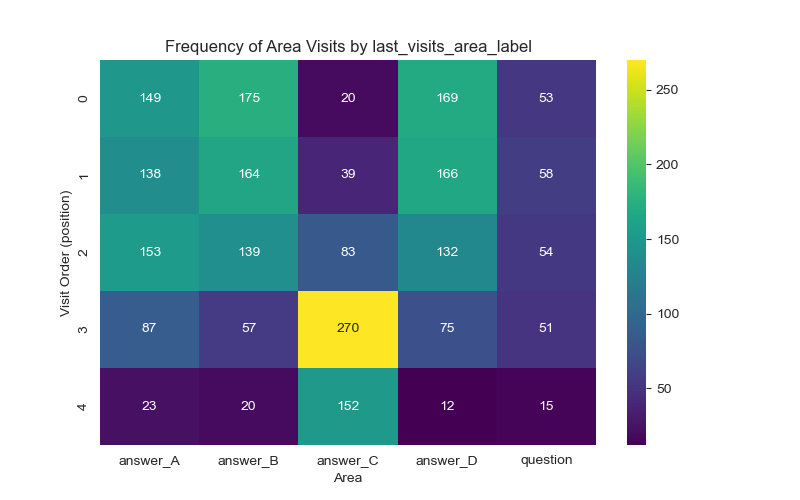 Frequency of Area Visits by last_visits_area_label
Visit Order (position)
0 149 175 20 169 53
1 138 164 39 166 58
2 153 139 83 132 54
3 87 57 270 75 51
4 23 20 152 12 15
answer_A answer_B answer_C answer_D question
Area
250
200
150
100
50